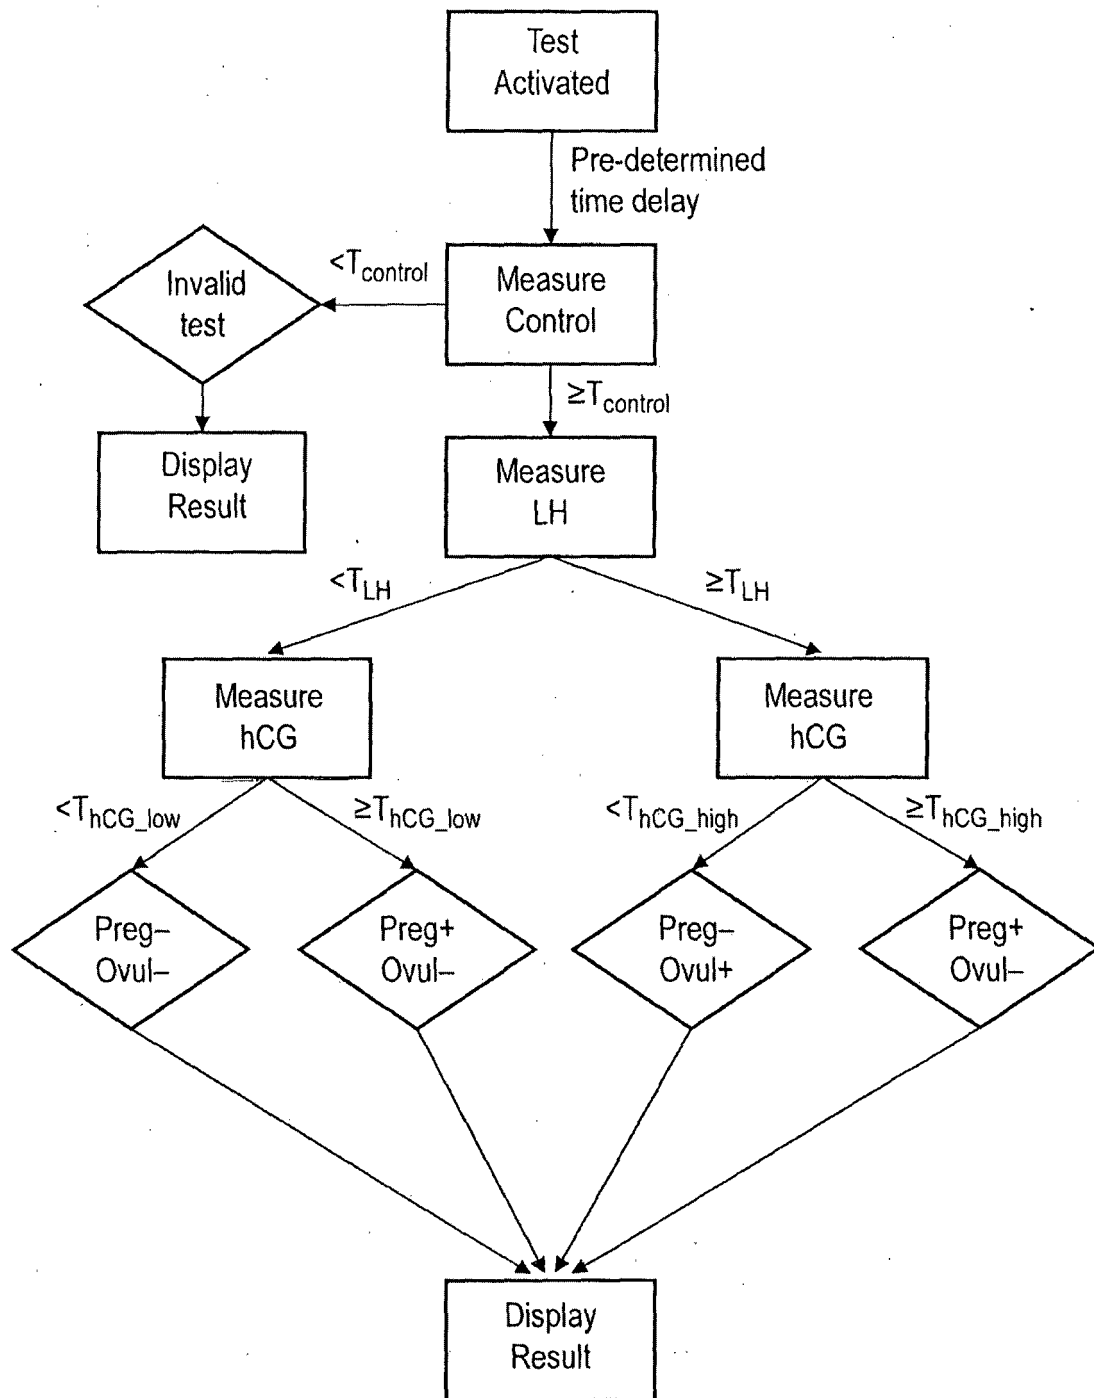 Test
Activated
Pre-determined
time delay
Measure
Control
<T_control
Invalid
test
≥T_control
Display
Result
Measure
LH
<T_LH
≥T_LH
Measure
hCG
Measure
hCG
<T_hCG_low
≥T_hCG_low
<T_hCG_high
≥T_hCG_high
Preg–
Ovul–
Preg+
Ovul–
Preg–
Ovul+
Preg+
Ovul–
Display
Result